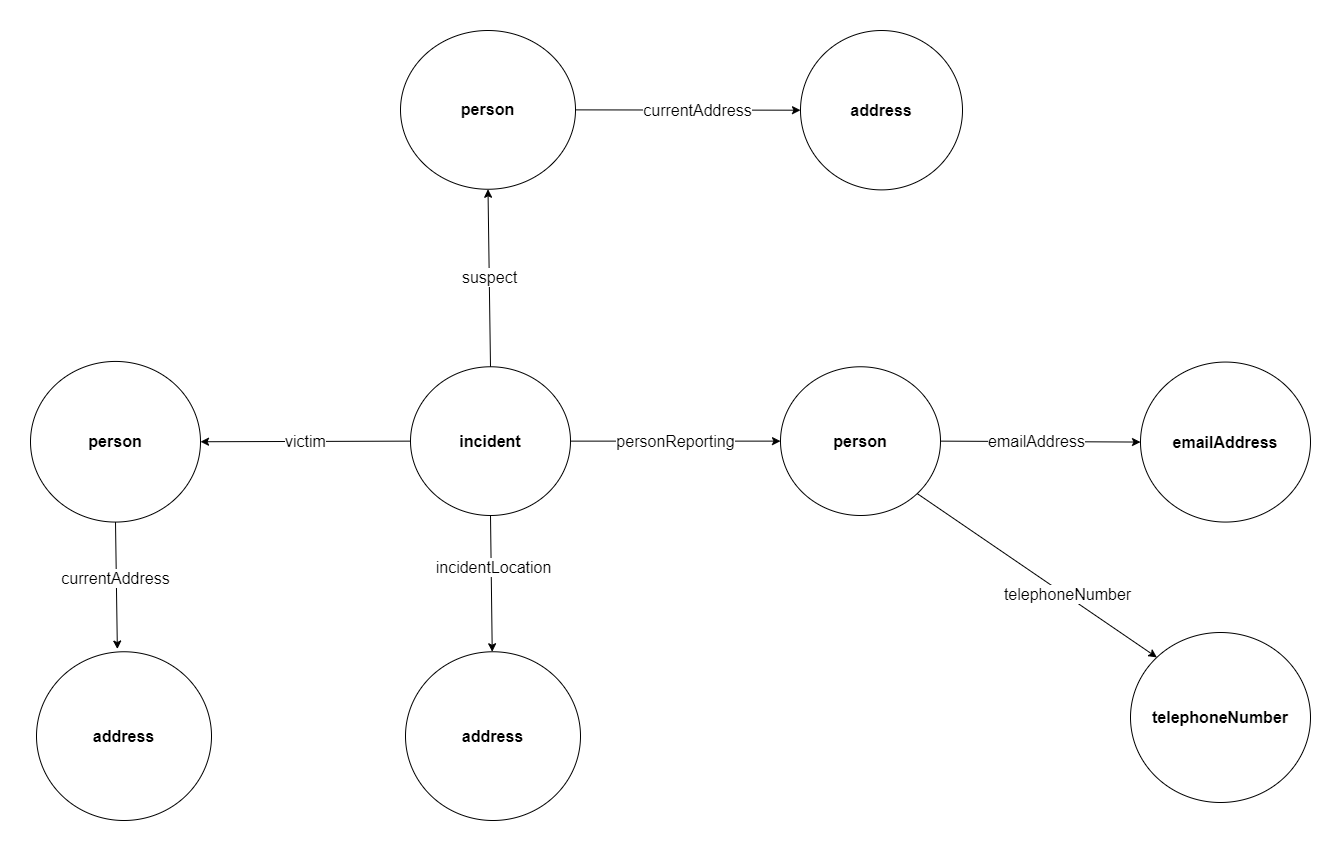 person
currentAddress
address
suspect
person
victim
incident
personReporting
person
emailAddress
emailAddress
currentAddress
incidentLocation
telephoneNumber
address
address
telephoneNumber